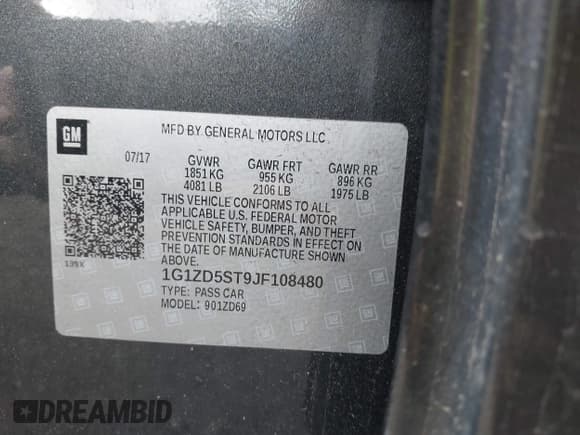 GM
MFD BY GENERAL MOTORS LLC
07/17 GVWR GAWR FRT GAWR RR
1851 KG 955 KG 896 KG
4081 LB 2106 LB 1975 LB
THIS VEHICLE CONFORMS TO ALL
APPLICABLE U.S. FEDERAL MOTOR
VEHICLE SAFETY, BUMPER, AND THEFT
PREVENTION STANDARDS IN EFFECT ON
THE DATE OF MANUFACTURE SHOWN
ABOVE.
139X
1G1ZD5ST9JF108480
TYPE: PASS CAR
MODEL: 901ZD69
DREAMBID